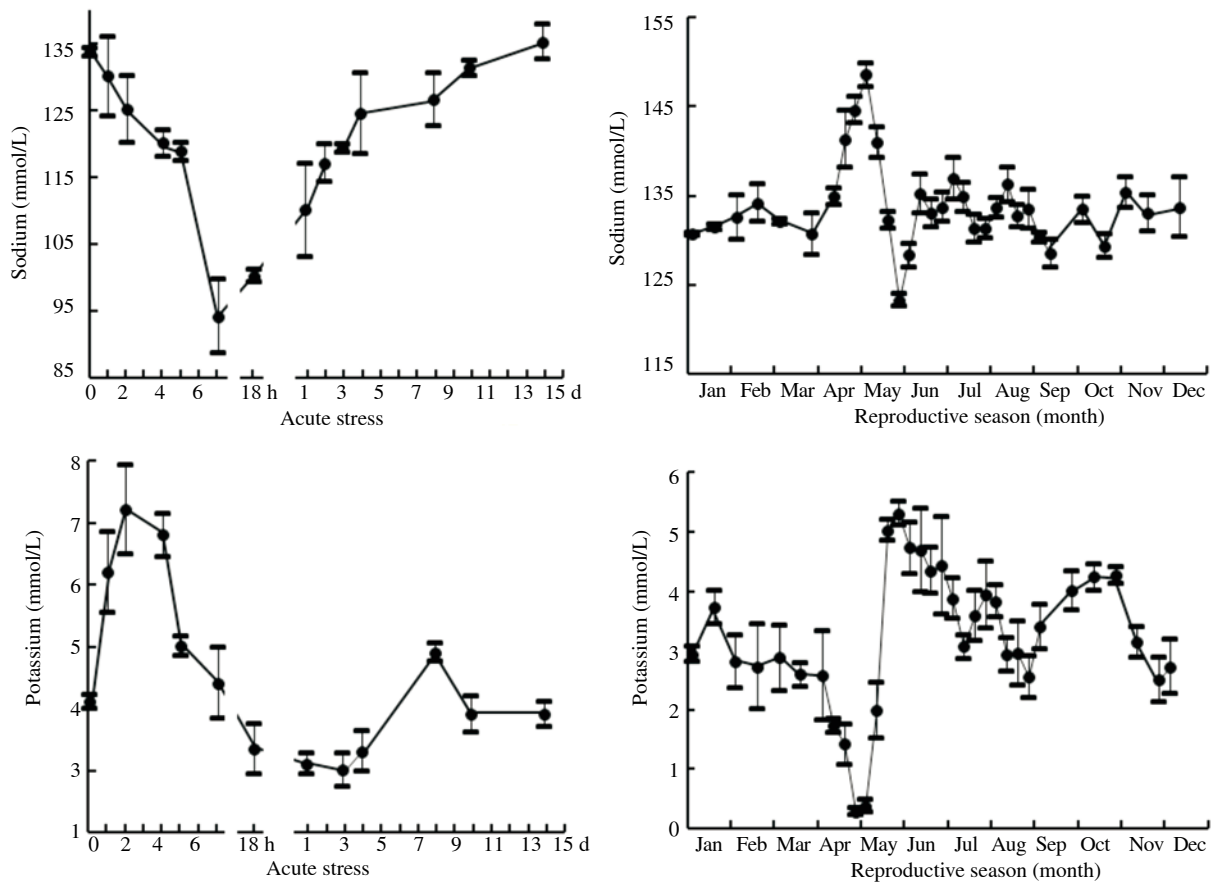 Sodium (mmol/L)
135
125
115
105
95
85
0 2 4 6 18 h 1 3 4 5 7 9 11 13 15 d
Acute stress
Sodium (mmol/L)
155
145
135
125
115
Jan Feb Mar Apr May Jun Jul Aug Sep Oct Nov Dec
Reproductive season (month)
Potassium (mmol/L)
8
7
6
5
4
3
1
0 2 4 6 18 h 1 3 4 5 7 9 11 13 15 d
Acute stress
Potassium (mmol/L)
6
5
4
3
2
1
0
Jan Feb Mar Apr May Jun Jul Aug Sep Oct Nov Dec
Reproductive season (month)